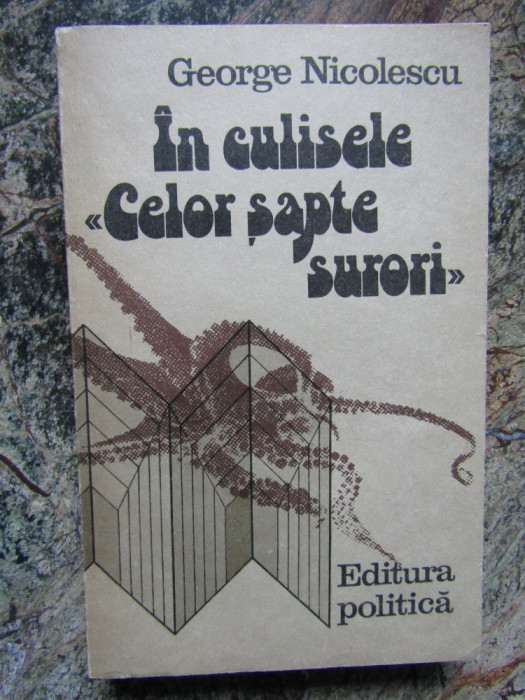 George Nicolescu
În culisele
«Celor șapte
surori»
Editura
politică